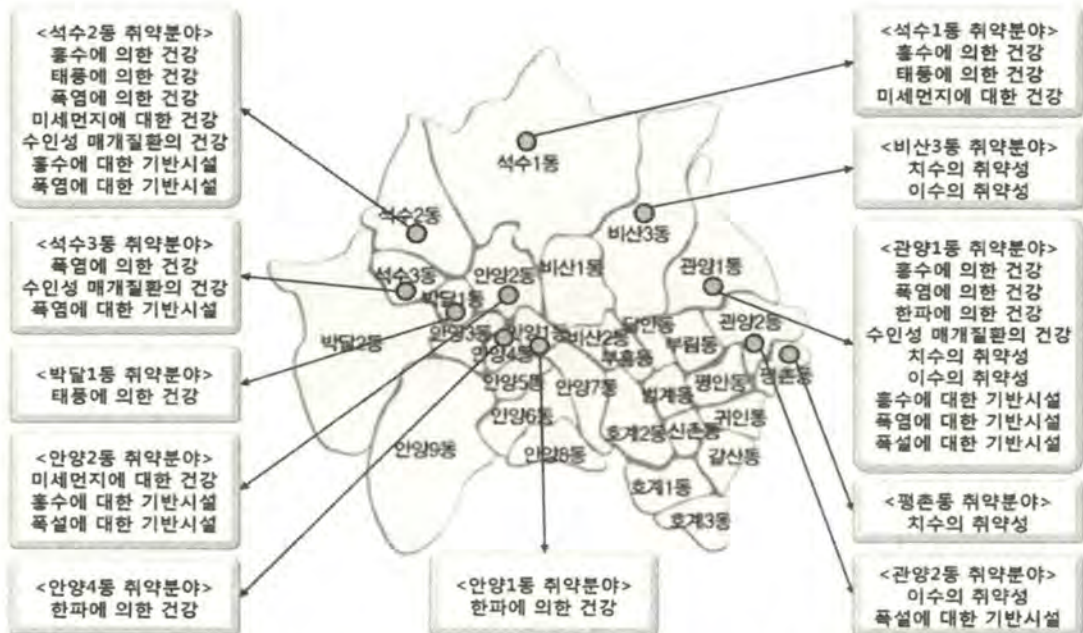 <석수2동 취약분야>
홍수에 의한 건강
태풍에 의한 건강
폭염에 의한 건강
미세먼지에 대한 건강
수인성 매개질환의 건강
홍수에 대한 기반시설
폭염에 대한 기반시설
<석수3동 취약분야>
폭염에 의한 건강
수인성 매개질환의 건강
폭염에 대한 기반시설
<박달1동 취약분야>
태풍에 의한 건강
<안양2동 취약분야>
미세먼지에 대한 건강
홍수에 대한 기반시설
폭설에 대한 기반시설
<안양4동 취약분야>
한파에 의한 건강
석수1동
석수2동
비산3동
석수3동
안양2동
비산1동
관양1동
박달1동
박달2동
안양3동
안양1동
비산2동
달안동
관양2동
안양4동
부흥동
부림동
안양5동
안양7동
범계동
평안동
평촌동
안양6동
귀인동
안양9동
안양8동
호계2동
신촌동
갈산동
호계1동
호계3동
<안양1동 취약분야>
한파에 의한 건강
<석수1동 취약분야>
홍수에 의한 건강
태풍에 의한 건강
미세먼지에 대한 건강
<비산3동 취약분야>
치수의 취약성
이수의 취약성
<관양1동 취약분야>
홍수에 의한 건강
폭염에 의한 건강
한파에 의한 건강
수인성 매개질환의 건강
치수의 취약성
이수의 취약성
홍수에 대한 기반시설
폭염에 대한 기반시설
폭설에 대한 기반시설
<평촌동 취약분야>
치수의 취약성
<관양2동 취약분야>
이수의 취약성
폭설에 대한 기반시설